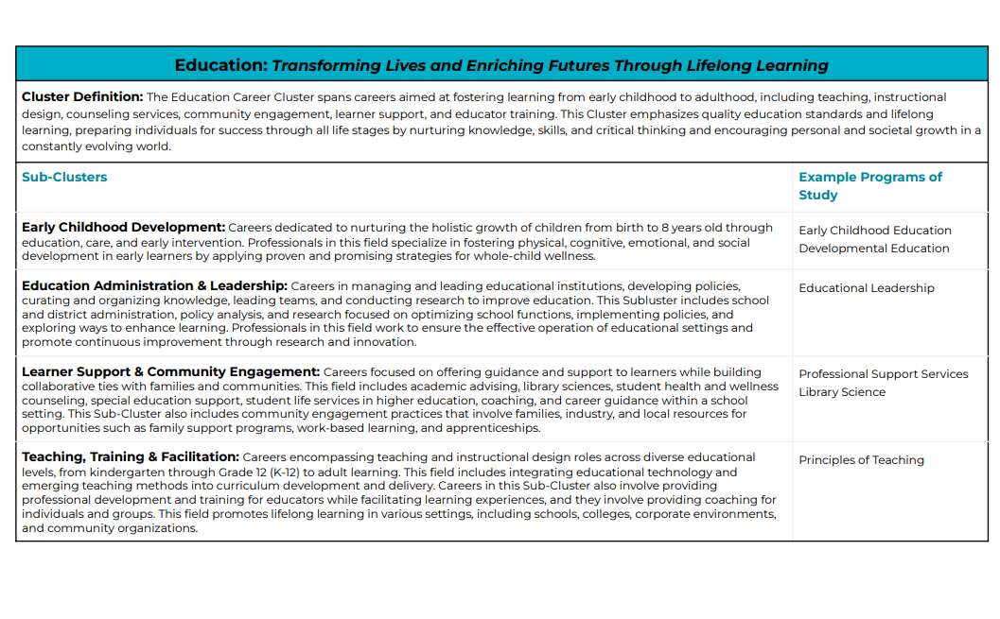 Education: Transforming Lives and Enriching Futures Through Lifelong Learning
Cluster Definition: The Education Career Cluster spans careers aimed at fostering learning from early childhood to adulthood, including teaching, instructional
design, counseling services, community engagement, learner support, and educator training. This Cluster emphasizes quality education standards and lifelong
learning, preparing individuals for success through all life stages by nurturing knowledge, skills, and critical thinking and encouraging personal and societal growth in a
constantly evolving world.
Sub-Clusters
Example Programs of
Study
Early Childhood Development: Careers dedicated to nurturing the holistic growth of children from birth to 8 years old through
education, care, and early intervention. Professionals in this field specialize in fostering physical, cognitive, emotional, and social
development in early learners by applying proven and promising strategies for whole-child wellness.
Early Childhood Education
Developmental Education
Education Administration & Leadership: Careers in managing and leading educational institutions, developing policies,
curating and organizing knowledge, leading teams, and conducting research to improve education. This Subluster includes school
and district administration, policy analysis, and research focused on optimizing school functions, implementing policies, and
exploring ways to enhance learning. Professionals in this field work to ensure the effective operation of educational settings and
promote continuous improvement through research and innovation.
Educational Leadership
Learner Support & Community Engagement: Careers focused on offering guidance and support to learners while building
collaborative ties with families and communities. This field includes academic advising, library sciences, student health and wellness
counseling, special education support, student life services in higher education, coaching, and career guidance within a school
setting. This Sub-Cluster also includes community engagement practices that involve families, industry, and local resources for
opportunities such as family support programs, work-based learning, and apprenticeships.
Professional Support Services
Library Science
Teaching, Training & Facilitation: Careers encompassing teaching and instructional design roles across diverse educational
levels, from kindergarten through Grade 12 (K-12) to adult learning. This field includes integrating educational technology and
emerging teaching methods into curriculum development and delivery. Careers in this Sub-Cluster also involve providing
professional development and training for educators while facilitating learning experiences, and they involve providing coaching for
individuals and groups. This field promotes lifelong learning in various settings, including schools, colleges, corporate environments,
and community organizations.
Principles of Teaching